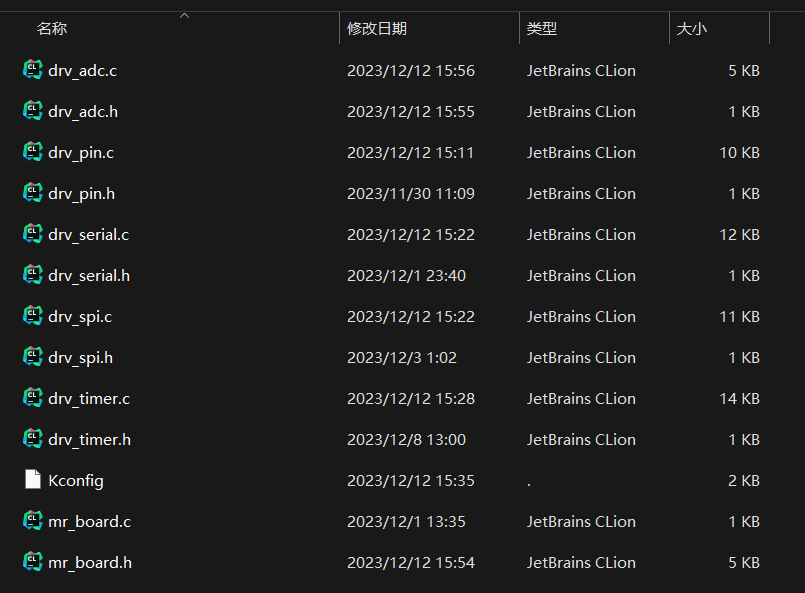 名称 修改日期 类型 大小
drv_adc.c 2023/12/12 15:56 JetBrains CLion 5 KB
drv_adc.h 2023/12/12 15:55 JetBrains CLion 1 KB
drv_pin.c 2023/12/12 15:11 JetBrains CLion 10 KB
drv_pin.h 2023/11/30 11:09 JetBrains CLion 1 KB
drv_serial.c 2023/12/12 15:22 JetBrains CLion 12 KB
drv_serial.h 2023/12/1 23:40 JetBrains CLion 1 KB
drv_spi.c 2023/12/12 15:22 JetBrains CLion 11 KB
drv_spi.h 2023/12/3 1:02 JetBrains CLion 1 KB
drv_timer.c 2023/12/12 15:28 JetBrains CLion 14 KB
drv_timer.h 2023/12/8 13:00 JetBrains CLion 1 KB
Kconfig 2023/12/12 15:35 . 2 KB
mr_board.c 2023/12/1 13:35 JetBrains CLion 1 KB
mr_board.h 2023/12/12 15:54 JetBrains CLion 5 KB